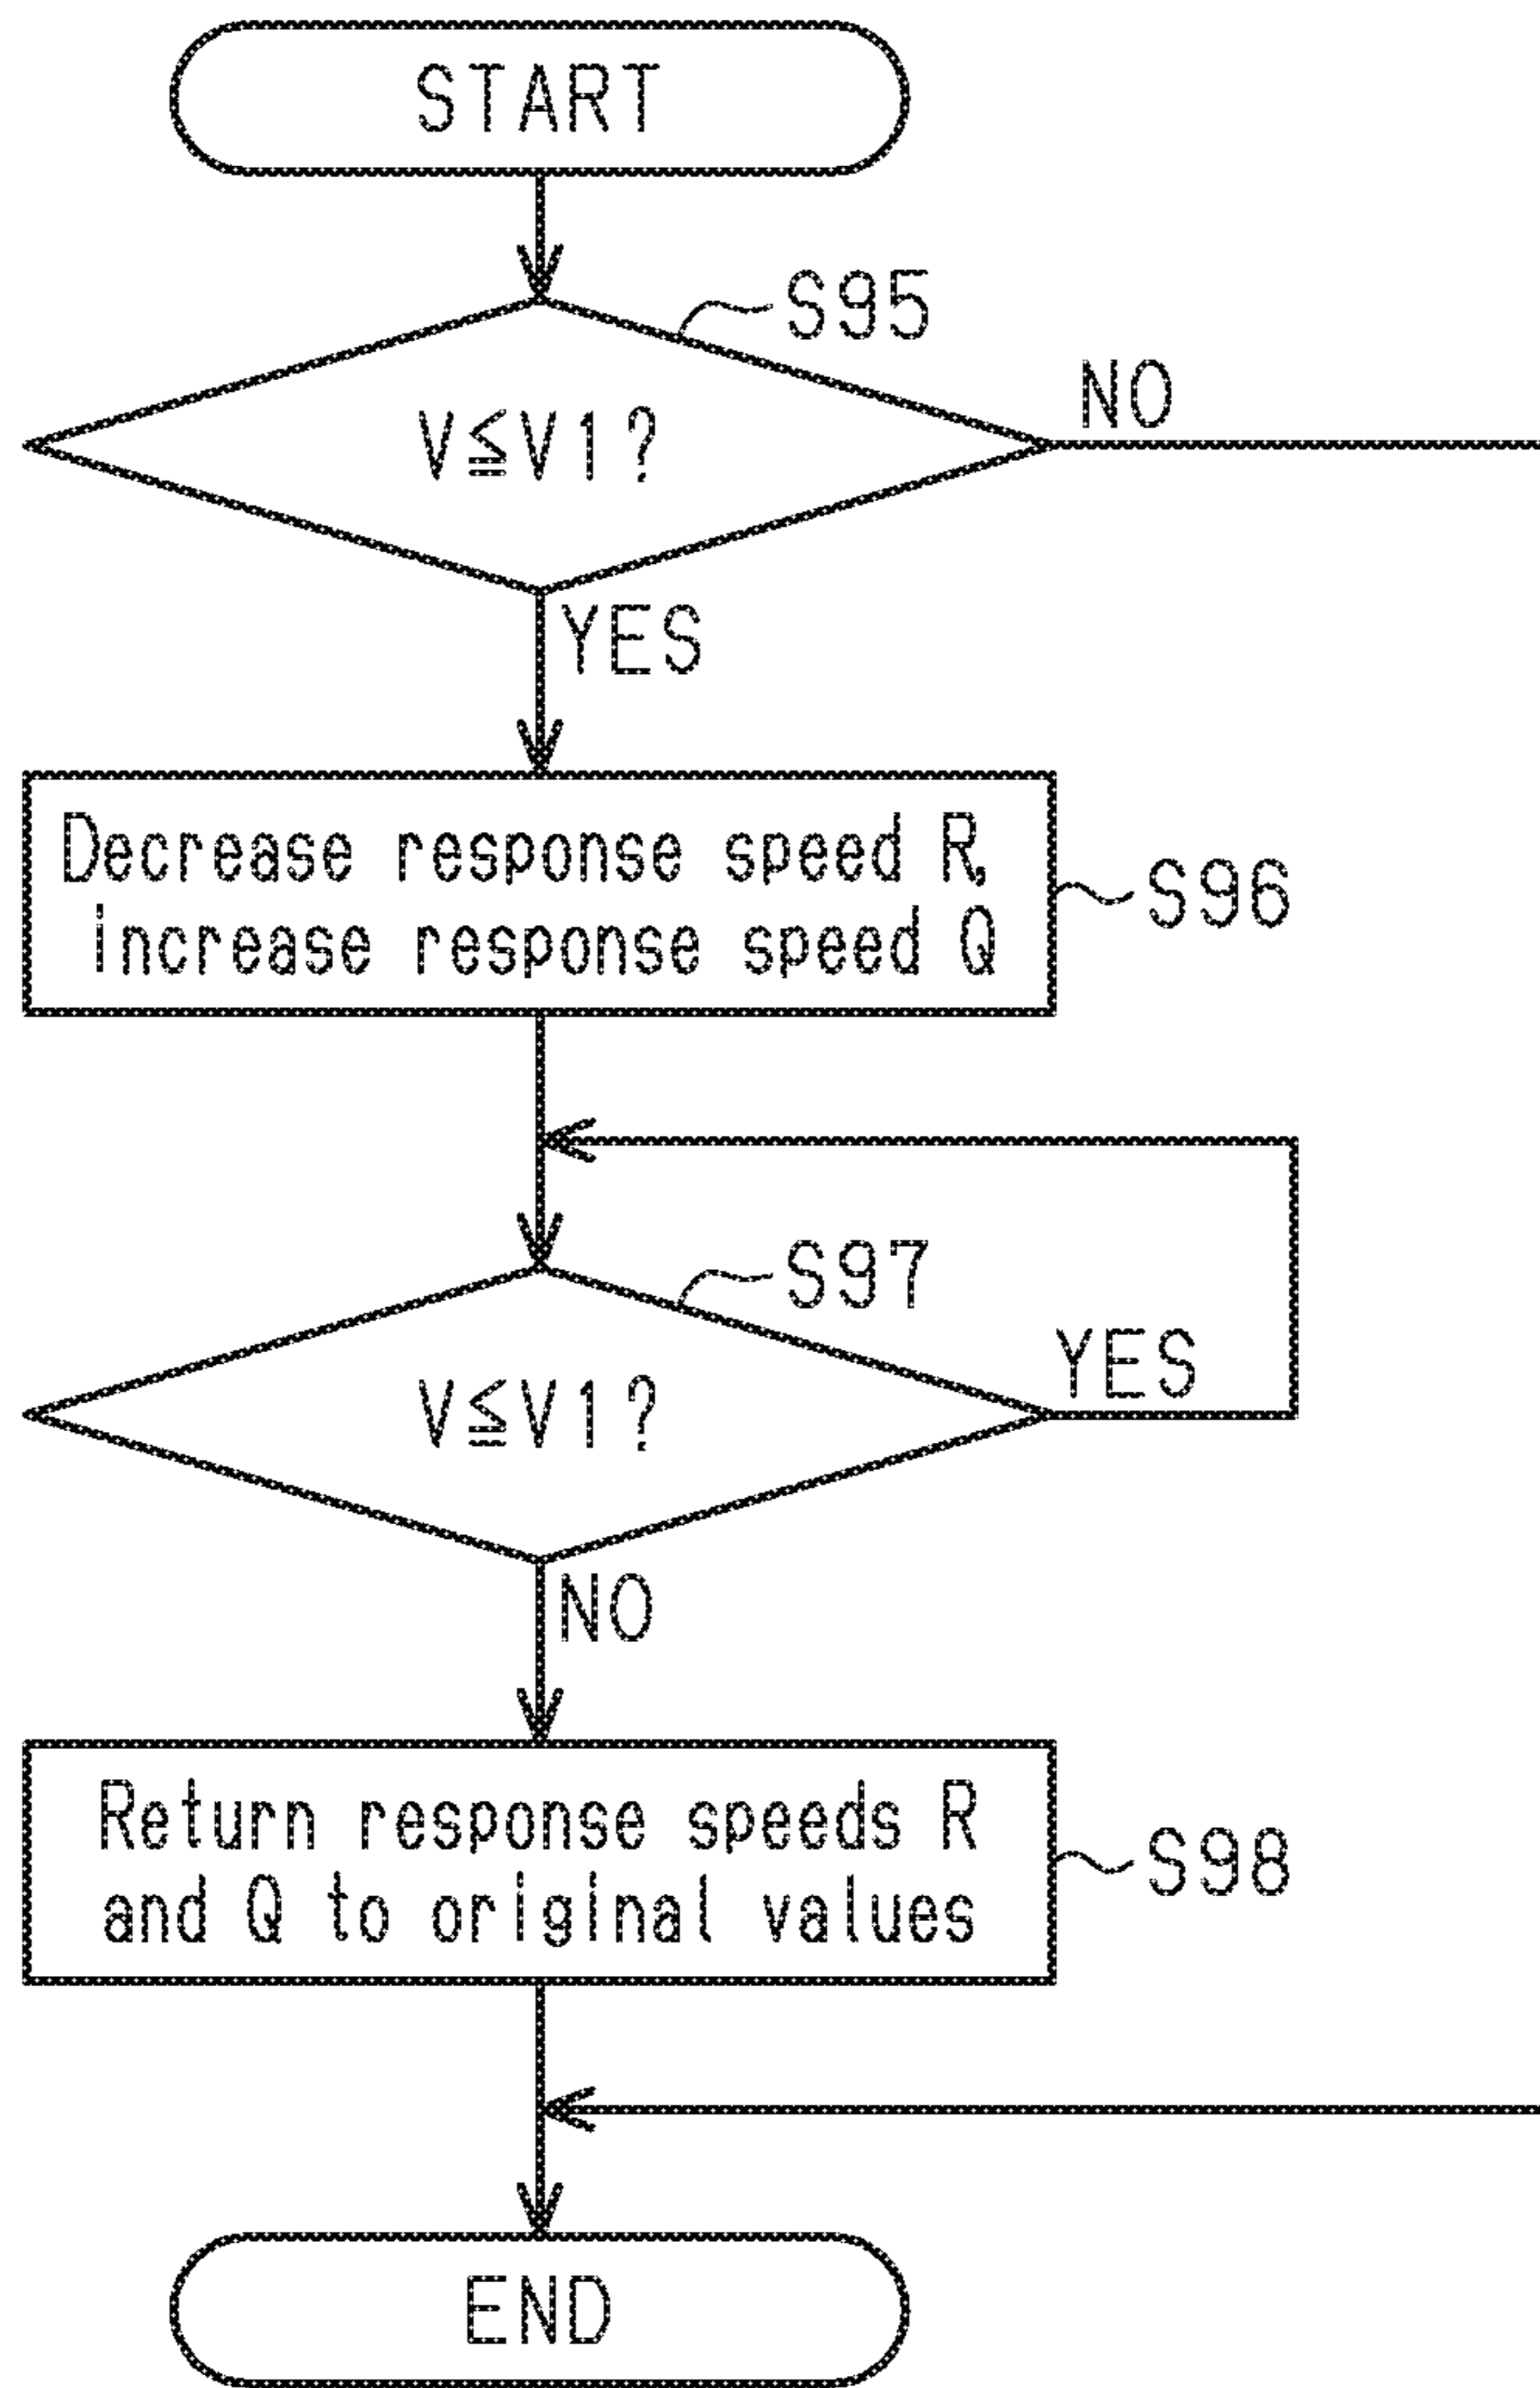 START
S95
V≦V1?
NO
YES
Decrease response speed R,
increase response speed Q
S96
S97
V≦V1?
YES
NO
Return response speeds R
and Q to original values
S98
END